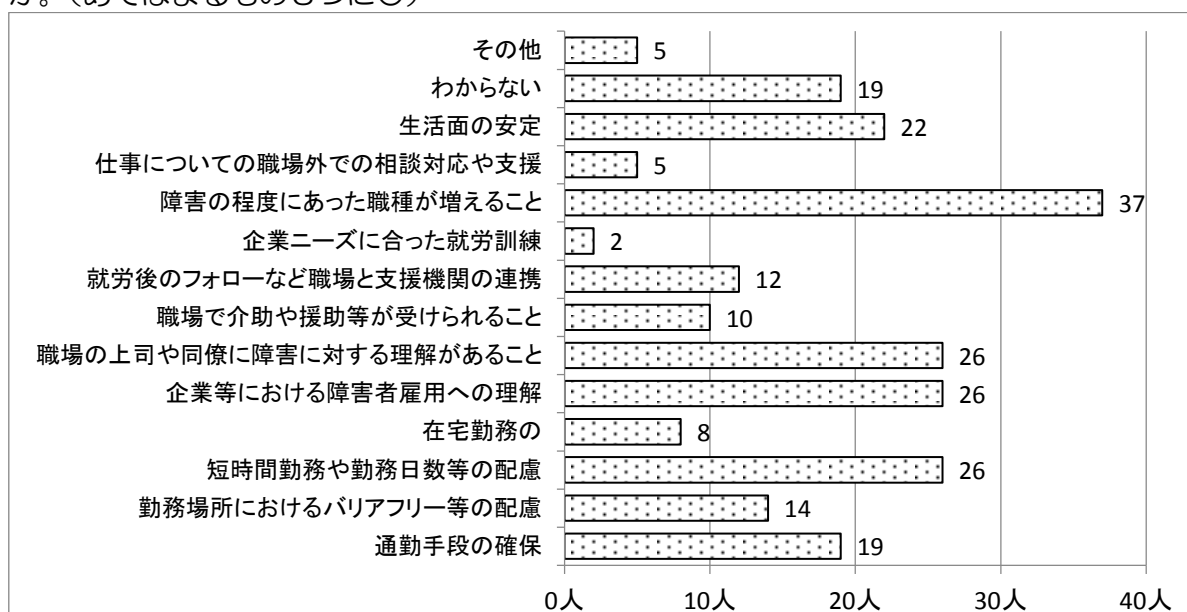 か。(あてはまるものもつに○)
その他 5
わからない 19
生活面の安定 22
仕事についての職場外での相談対応や支援 5
障害の程度にあった職種が増えること 37
企業ニーズに合った就労訓練 2
就労後のフォローなど職場と支援機関の連携 12
職場で介助や援助等が受けられること 10
職場の上司や同僚に障害に対する理解があること 26
企業等における障害者雇用への理解 26
在宅勤務の 8
短時間勤務や勤務日数等の配慮 26
勤務場所におけるバリアフリー等の配慮 14
通勤手段の確保 19
0人 10人 20人 30人 40人